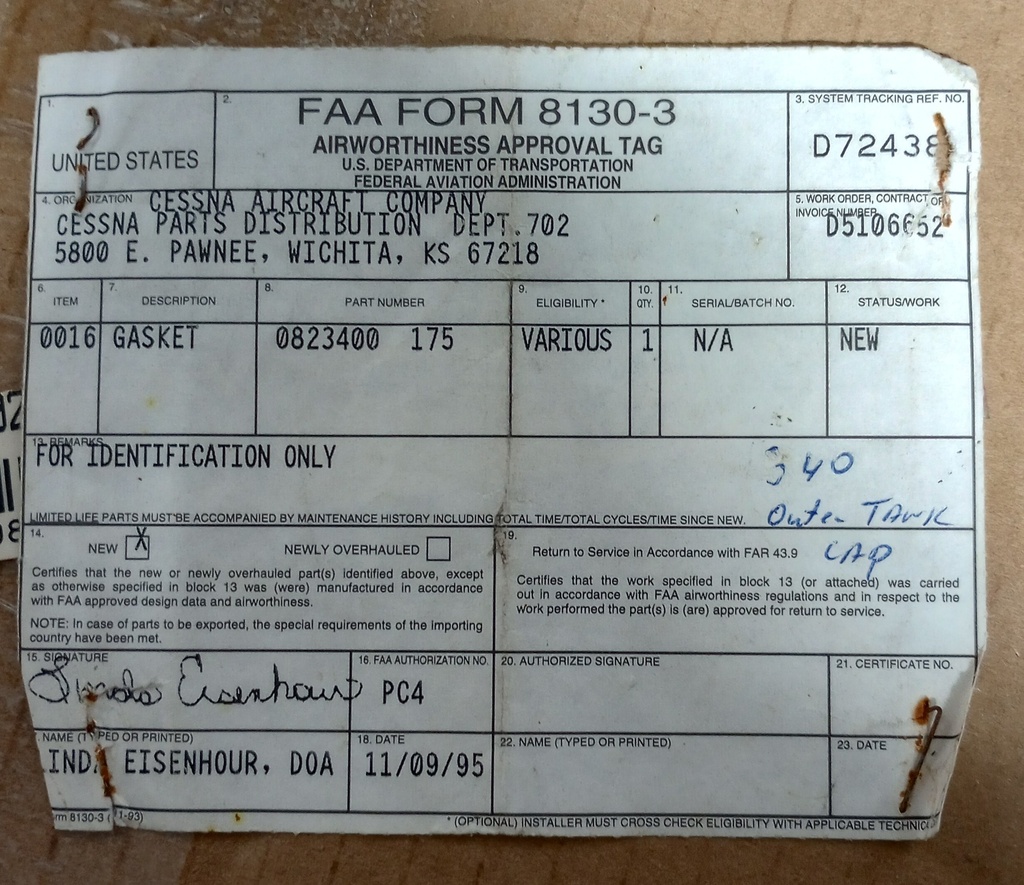 1.
2.
FAA FORM 8130-3
3. SYSTEM TRACKING REF. NO.
UNITED STATES
AIRWORTHINESS APPROVAL TAG
U.S. DEPARTMENT OF TRANSPORTATION
FEDERAL AVIATION ADMINISTRATION
D72438
4. ORGANIZATION CESSNA AIRCRAFT COMPANY
CESSNA PARTS DISTRIBUTION DEPT.702
5800 E. PAWNEE, WICHITA, KS 67218
5. WORK ORDER, CONTRACT OR
INVOICE NUMBER
D5106652
6. ITEM
7. DESCRIPTION
8. PART NUMBER
9. ELIGIBILITY *
10. QTY.
11. SERIAL/BATCH NO.
12. STATUS/WORK
0016 GASKET 0823400 175 VARIOUS 1 N/A NEW
13. REMARKS
FOR IDENTIFICATION ONLY
340
Outer TANK
CAP
LIMITED LIFE PARTS MUST BE ACCOMPANIED BY MAINTENANCE HISTORY INCLUDING TOTAL TIME/TOTAL CYCLES/TIME SINCE NEW.
14.
NEW X NEWLY OVERHAULED
Certifies that the new or newly overhauled part(s) identified above, except
as otherwise specified in block 13 was (were) manufactured in accordance
with FAA approved design data and airworthiness.
NOTE: In case of parts to be exported, the special requirements of the importing
country have been met.
19.
Return to Service in Accordance with FAR 43.9
Certifies that the work specified in block 13 (or attached) was carried
out in accordance with FAA airworthiness regulations and in respect to the
work performed the part(s) is (are) approved for return to service.
15. SIGNATURE
Linda Eisenhour
16. FAA AUTHORIZATION NO.
PC4
20. AUTHORIZED SIGNATURE
21. CERTIFICATE NO.
NAME (TYPED OR PRINTED)
INDA EISENHOUR, DOA
18. DATE
11/09/95
22. NAME (TYPED OR PRINTED)
23. DATE
rm 8130-3 (11-93)
* (OPTIONAL) INSTALLER MUST CROSS CHECK ELIGIBILITY WITH APPLICABLE TECHNIC